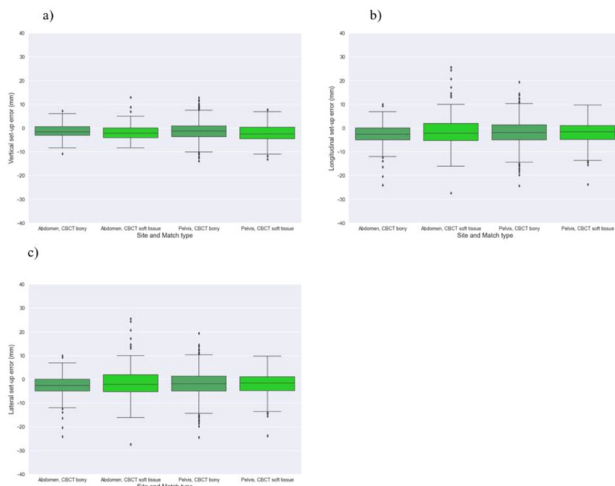 a)
40
30
20
10
0
-10
-20
-30
-40
Vertical set-up error (mm)
Abdomen, CBCT bony Abdomen, CBCT soft tissue Pelvis, CBCT bony Pelvis, CBCT soft tissue
Site and Match type
b)
40
30
20
10
0
-10
-20
-30
-40
Longitudinal set-up error (mm)
Abdomen, CBCT bony Abdomen, CBCT soft tissue Pelvis, CBCT bony Pelvis, CBCT soft tissue
Site and Match type
c)
40
30
20
10
0
-10
-20
-30
-40
Lateral set-up error (mm)
Abdomen, CBCT bony Abdomen, CBCT soft tissue Pelvis, CBCT bony Pelvis, CBCT soft tissue
Site and Match type